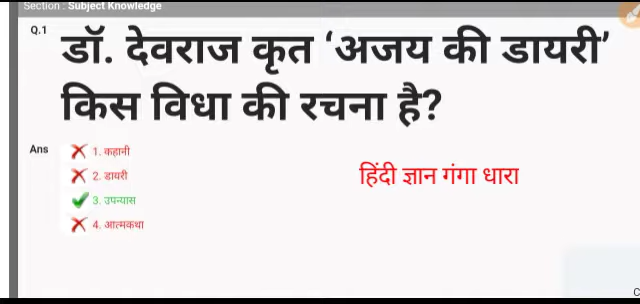 Section : Subject Knowledge
Q.1 डॉ. देवराज कृत ‘अजय की डायरी’
किस विधा की रचना है?
Ans 1. कहानी
2. डायरी
हिंदी ज्ञान गंगा धारा
3. उपन्यास
4. आत्मकथा